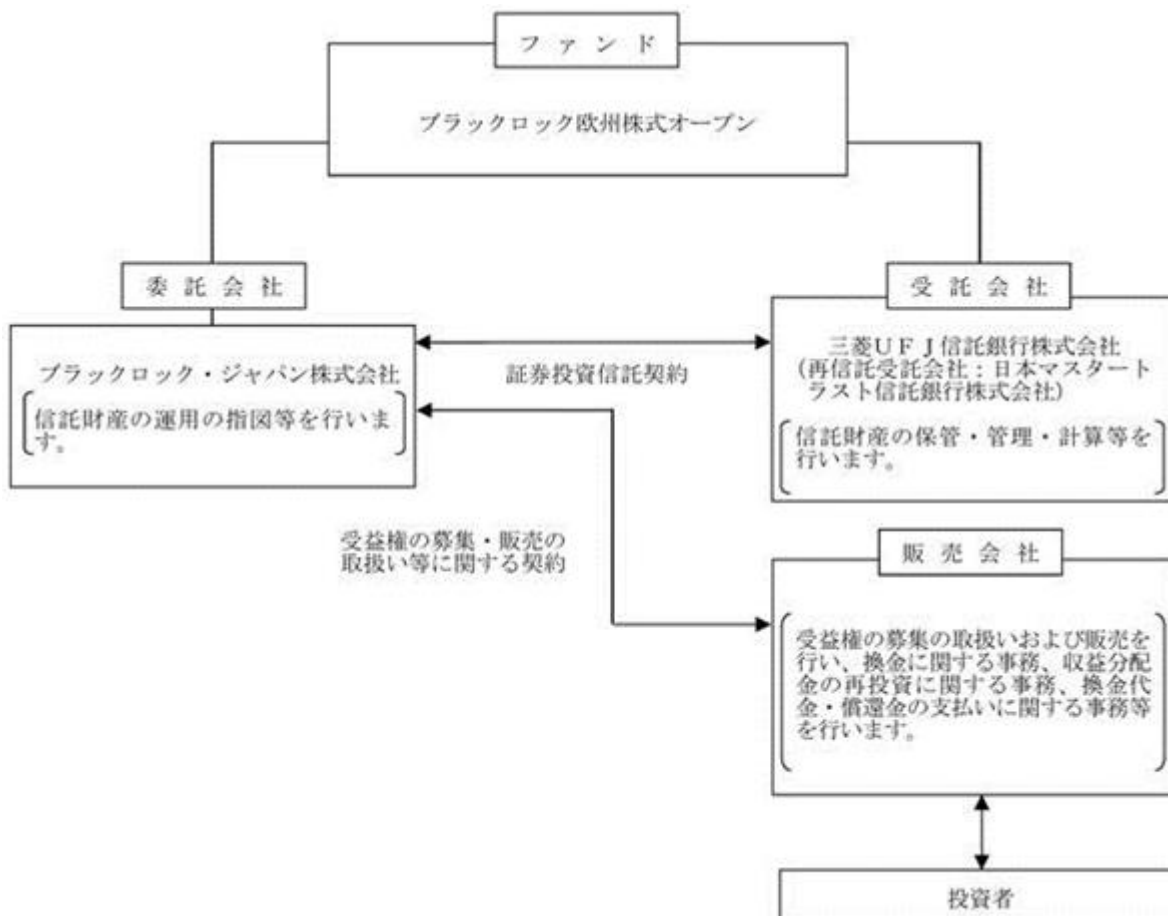 ファンド
ブラックロック欧州株式オープン
委託会社
受託会社
ブラックロック・ジャパン株式会社
信託財産の運用の指図等を行いま
す。
証券投資信託契約
三菱UFJ信託銀行株式会社
(再信託受託会社:日本マスタート
ラスト信託銀行株式会社)
信託財産の保管・管理・計算等を
行います。
受益権の募集・販売の
取扱い等に関する契約
販売会社
受益権の募集の取扱いおよび販売を
行い、換金に関する事務、収益分配
金の再投資に関する事務、換金代
金・償還金の支払いに関する事務等
を行います。
投資者